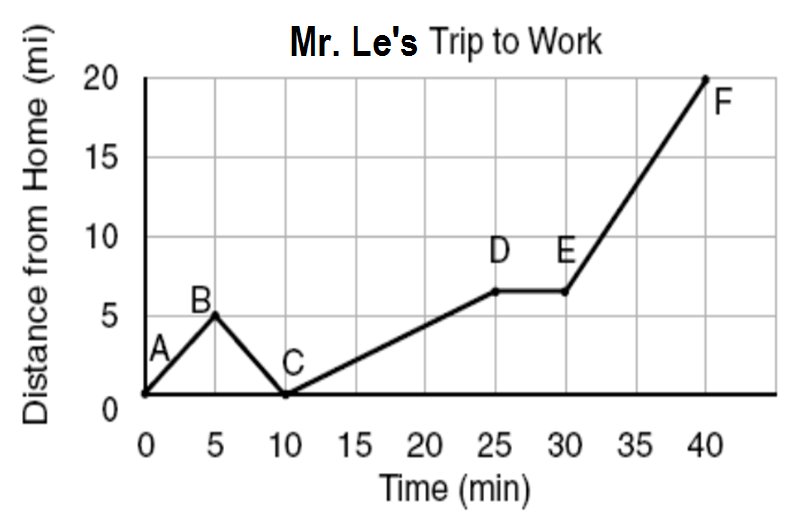 Mr. Le's Trip to Work
Distance from Home (mi)
20
15
10
5
0
A
B
C
D
E
F
0 5 10 15 20 25 30 35 40
Time (min)